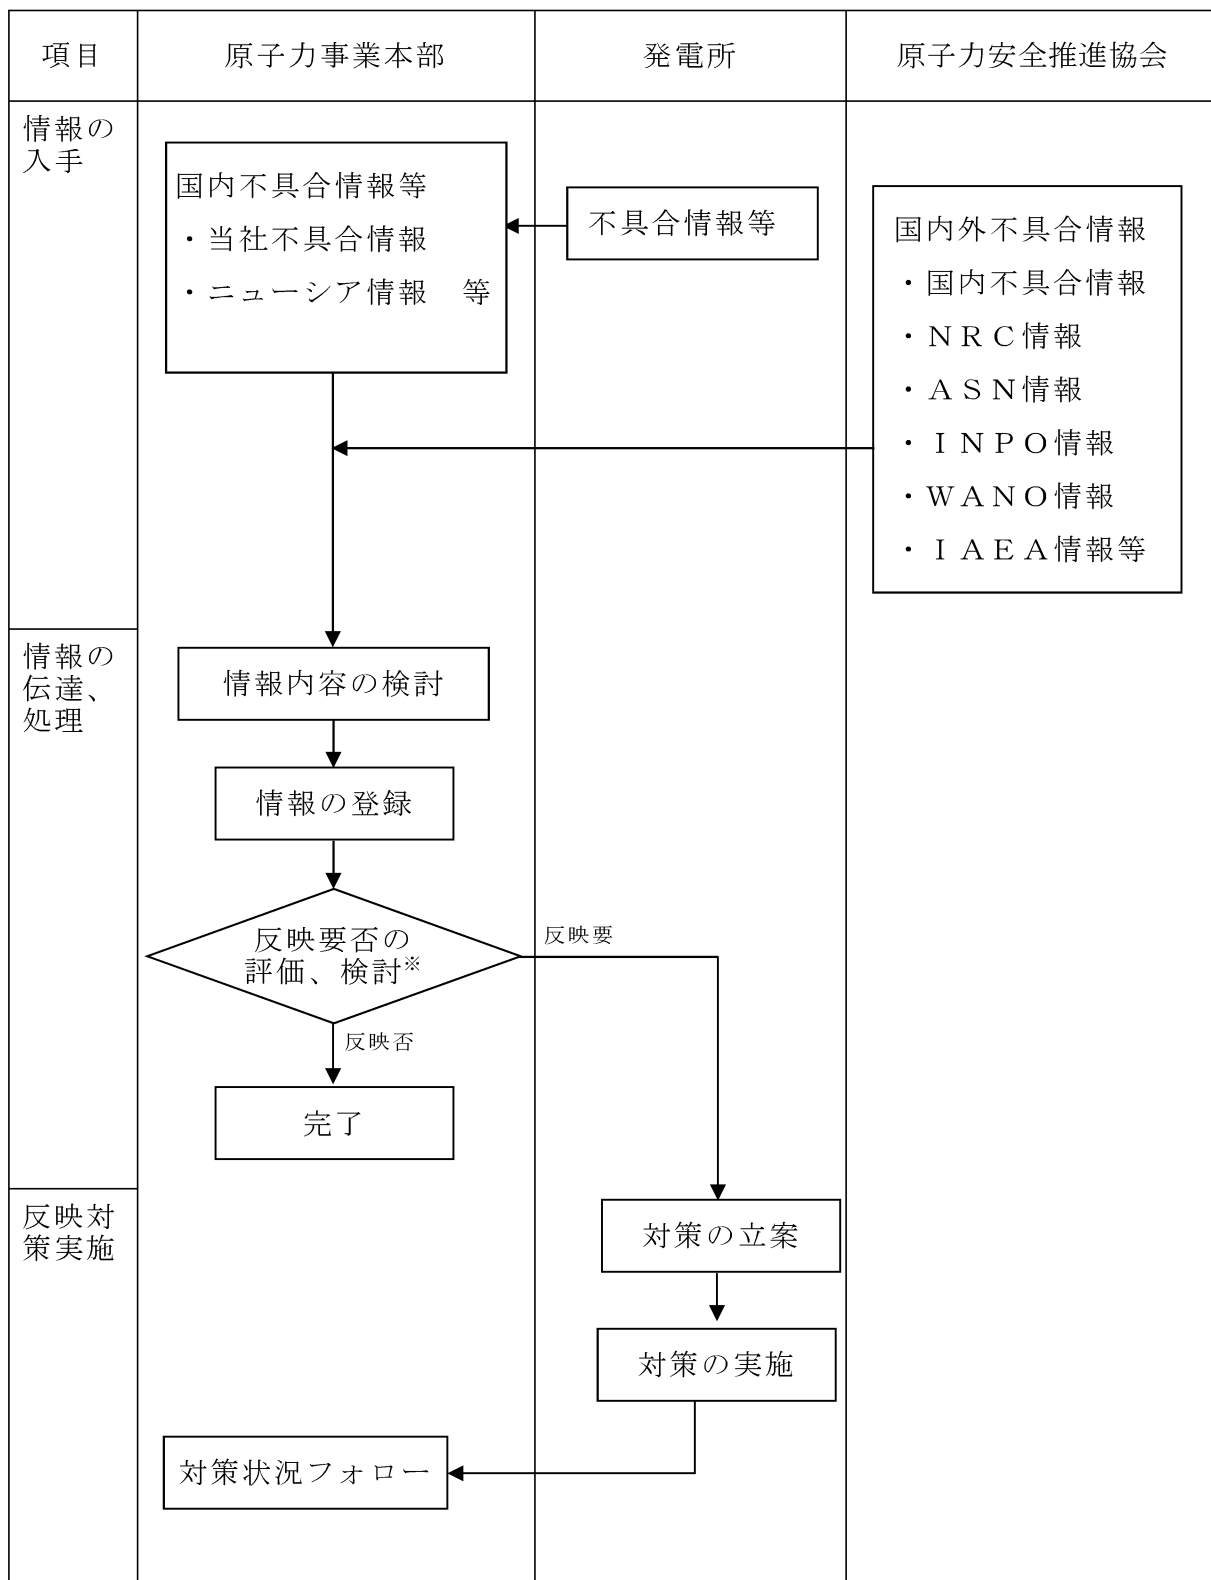 項目
原子力事業本部
発電所
原子力安全推進協会
情報の
入手
国内不具合情報等
・当社不具合情報
・ニューシア情報　等
不具合情報等
国内外不具合情報
・国内不具合情報
・ＮＲＣ情報
・ＡＳＮ情報
・ＩＮＰＯ情報
・ＷＡＮＯ情報
・ＩＡＥＡ情報等
情報の
伝達、
処理
情報内容の検討
情報の登録
反映要否の
評価、検討※
反映要
反映否
完了
反映対
策実施
対策の立案
対策の実施
対策状況フォロー